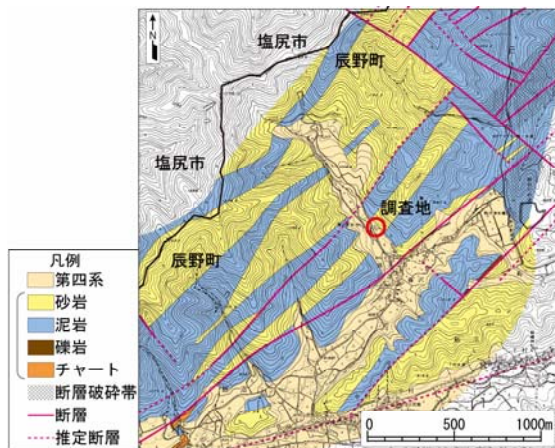 N
塩尻市
辰野町
塩尻市
調査地
辰野町
凡例
第四系
砂岩
泥岩
礫岩
チャート
断層破砕帯
断層
推定断層
0 500 1000m